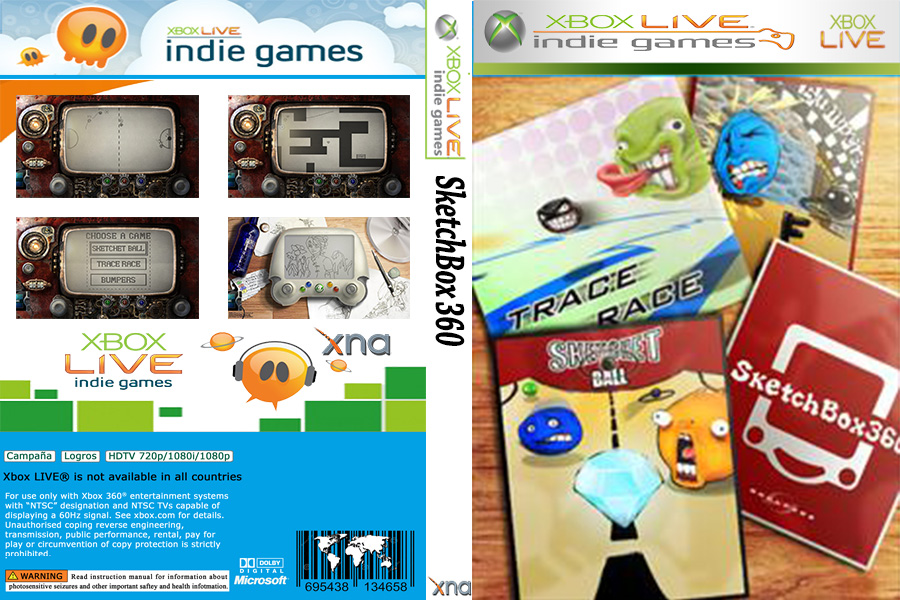 XBOX LIVE
indie games
CHOOSE A GAME
SKETCHET BALL
TRACE RACE
BUMPERS
XBOX
LIVE
indie games
xna
Campaña Logros HDTV 720p/1080i/1080p
Xbox LIVE® is not available in all countries
For use only with Xbox 360® entertainment systems
with "NTSC" designation and NTSC TVs capable of
displaying a 60Hz signal. See xbox.com for details.
Unauthorised coping reverse engineering,
transmission, public performance, rental, pay for
play or circumvention of copy protection is strictly
prohibited.
WARNING Read instruction manual for information about
photosensitive seizures and other important saftey and health infotmation.
DOLBY
DIGITAL
Microsoft
695438 134658
XBOX LIVE
indie games
SketchBox 360
xna
XBOX LIVE
indie games
XBOX
LIVE
TRACE
RACE
SKETCHET
BALL
SketchBox360